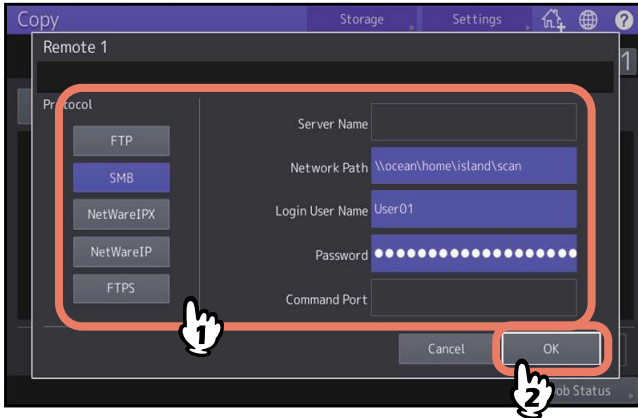 Copy
Storage
Settings
?
Remote 1
1
Protocol
FTP
SMB
NetWareIPX
NetWareIP
FTPS
Server Name
Network Path \\ocean\home\island\scan
Login User Name User01
Password ●●●●●●●●●●●●●●●●●●●
Command Port
1
Cancel
OK
2
ob Status